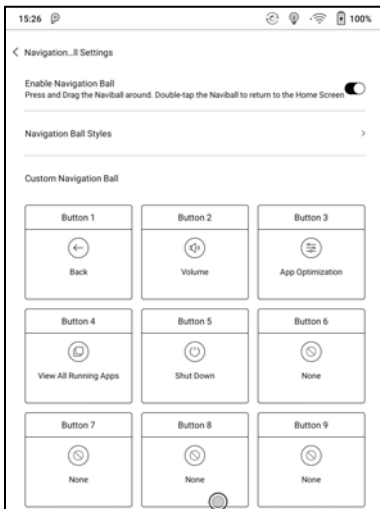 15:26 100%
Navigation...ll Settings
Enable Navigation Ball
Press and Drag the Naviball around. Double-tap the Naviball to return to the Home Screen
Navigation Ball Styles
Custom Navigation Ball
Button 1 Button 2 Button 3
Back Volume App Optimization
Button 4 Button 5 Button 6
View All Running Apps Shut Down None
Button 7 Button 8 Button 9
None None None